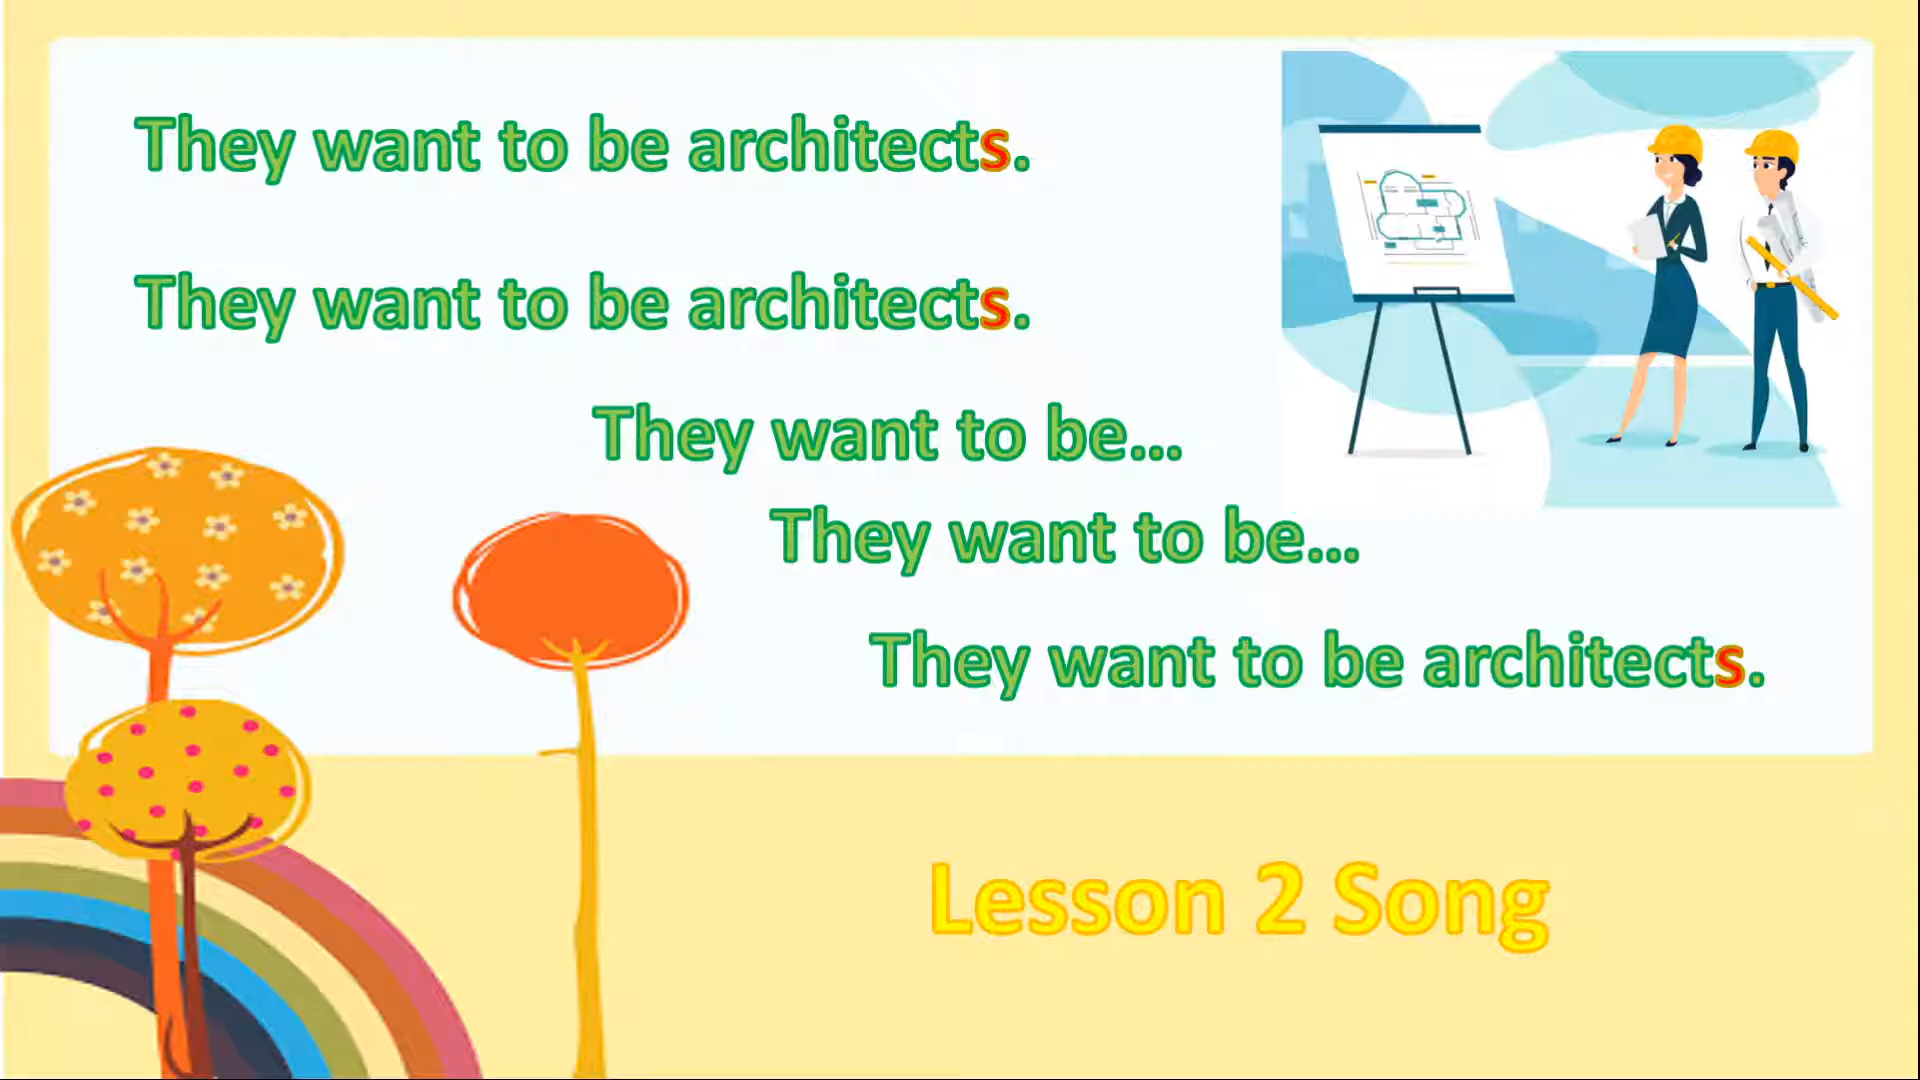 They want to be architects.
They want to be architects.
They want to be...
They want to be...
They want to be architects.
Lesson 2 Song